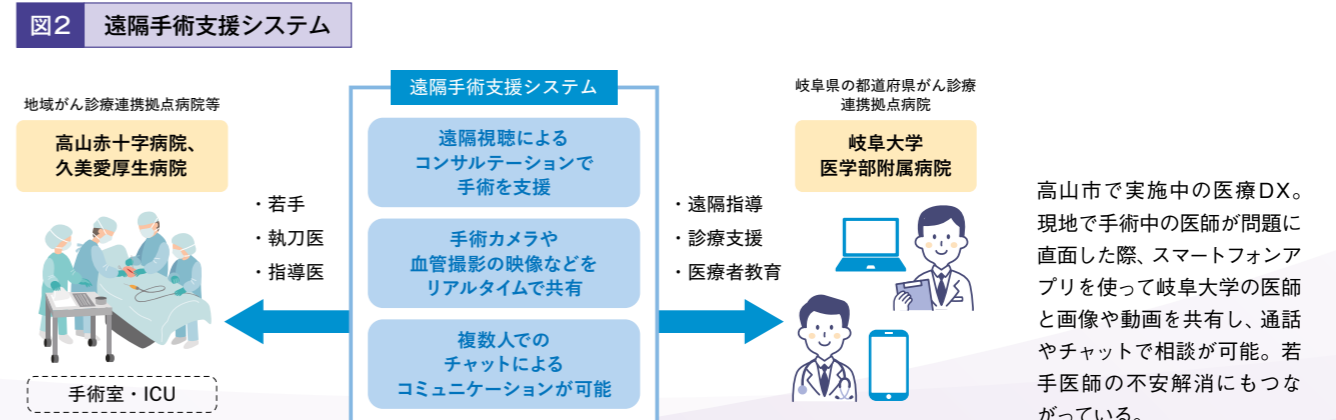 図2 遠隔手術支援システム
地域がん診療連携拠点病院等
高山赤十字病院、
久美愛厚生病院
・若手
・執刀医
・指導医
手術室・ICU
遠隔手術支援システム
遠隔視聴による
コンサルテーションで
手術を支援
手術カメラや
血管撮影の映像などを
リアルタイムで共有
複数人での
チャットによる
コミュニケーションが可能
・遠隔指導
・診療支援
・医療者教育
岐阜県の都道府県がん診療
連携拠点病院
岐阜大学
医学部附属病院
高山市で実施中の医療DX。
現地で手術中の医師が問題に
直面した際、スマートフォンア
プリを使って岐阜大学の医師
と画像や動画を共有し、通話
やチャットで相談が可能。若
手医師の不安解消にもつな
がっている。